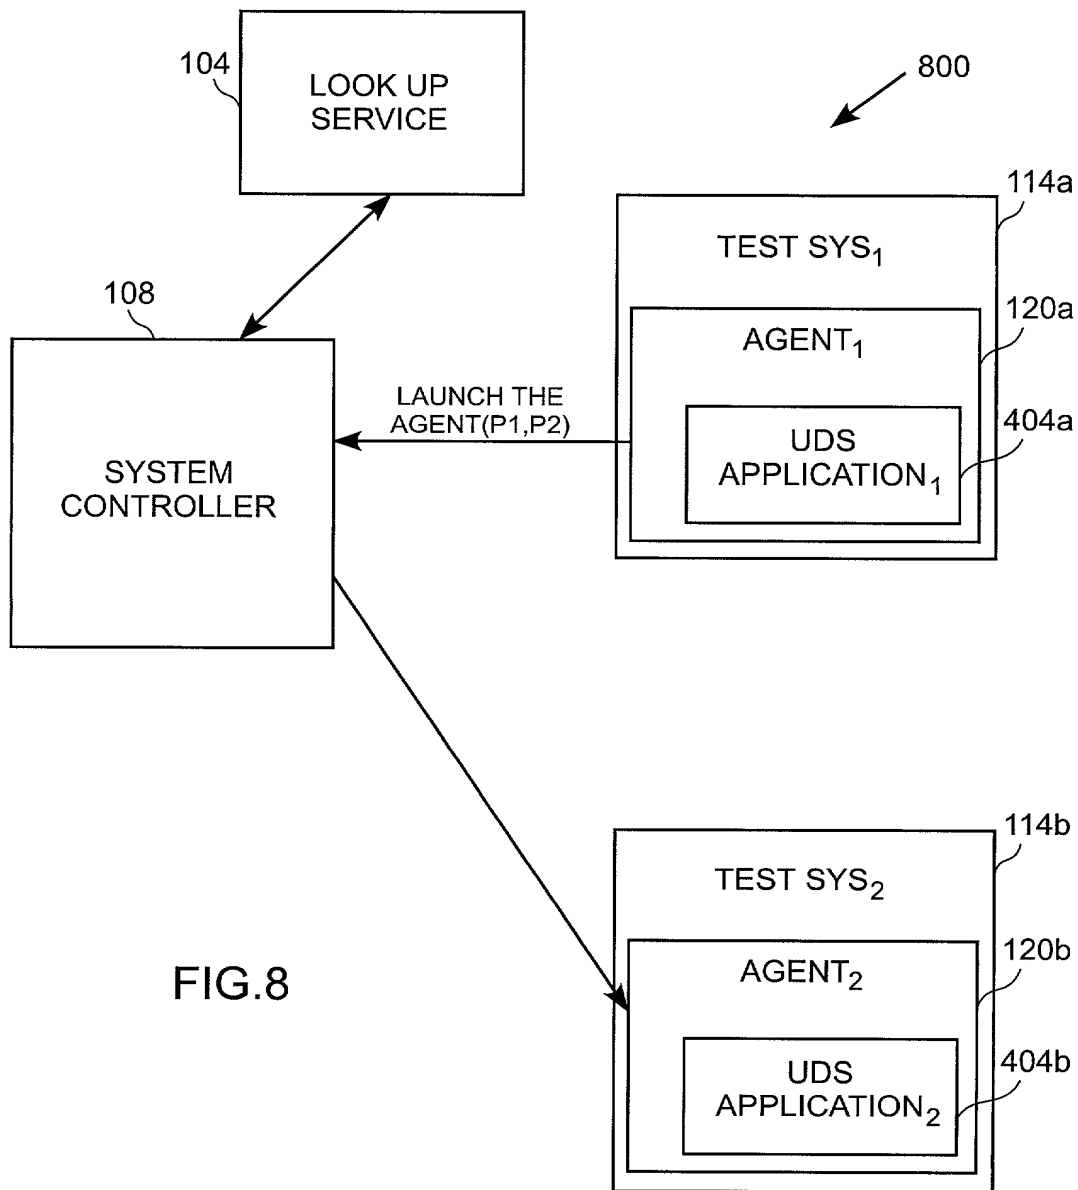 104
LOOK UP
SERVICE
800
114a
TEST SYS₁
108
120a
AGENT₁
LAUNCH THE
AGENT(P1,P2)
404a
UDS
APPLICATION₁
SYSTEM
CONTROLLER
114b
TEST SYS₂
120b
AGENT₂
FIG.8
404b
UDS
APPLICATION₂